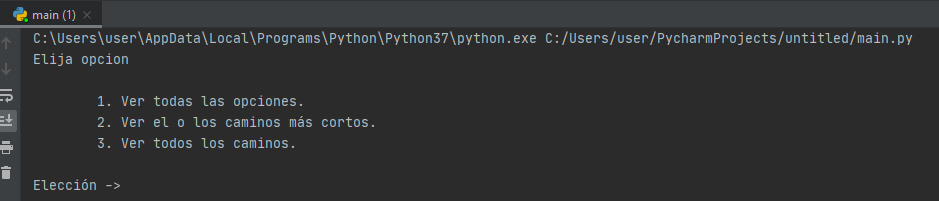 main (1)
C:\Users\user\AppData\Local\Programs\Python\Python37\python.exe C:/Users/user/PycharmProjects/untitled/main.py
Elija opcion
1. Ver todas las opciones.
2. Ver el o los caminos más cortos.
3. Ver todos los caminos.
Elección ->